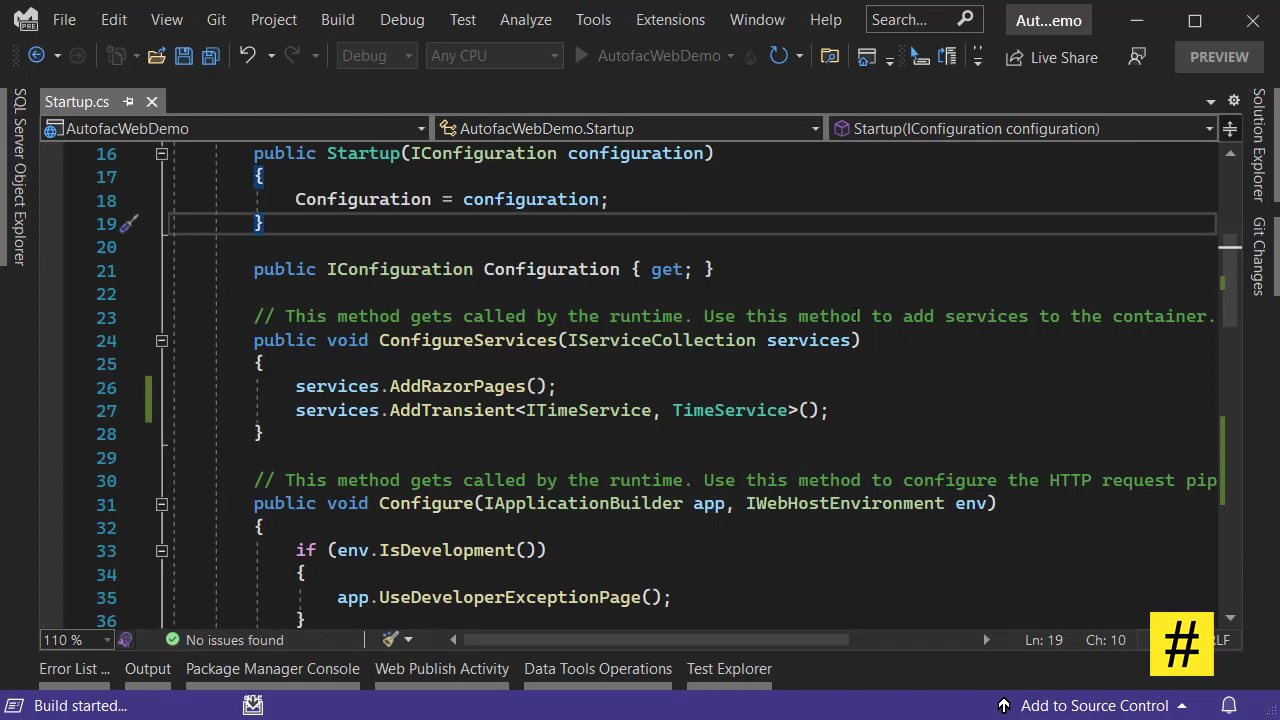 File Edit View Git Project Build Debug Test Analyze Tools Extensions Window Help Search... Aut...emo
PRE
Debug Any CPU AutofacWebDemo Live Share PREVIEW
Startup.cs
AutofacWebDemo AutofacWebDemo.Startup Startup(IConfiguration configuration)
SQL Server Object Explorer
Solution Explorer
Git Changes
16 public Startup(IConfiguration configuration)
17 {
18 Configuration = configuration;
19 }
20
21 public IConfiguration Configuration { get; }
22
23 // This method gets called by the runtime. Use this method to add services to the container.
24 public void ConfigureServices(IServiceCollection services)
25 {
26 services.AddRazorPages();
27 services.AddTransient<ITimeService, TimeService>();
28 }
29
30 // This method gets called by the runtime. Use this method to configure the HTTP request pip
31 public void Configure(IApplicationBuilder app, IWebHostEnvironment env)
32 {
33 if (env.IsDevelopment())
34 {
35 app.UseDeveloperExceptionPage();
36 }
110 % No issues found Ln: 19 Ch: 10 LF
#
Error List ... Output Package Manager Console Web Publish Activity Data Tools Operations Test Explorer
Build started... Add to Source Control